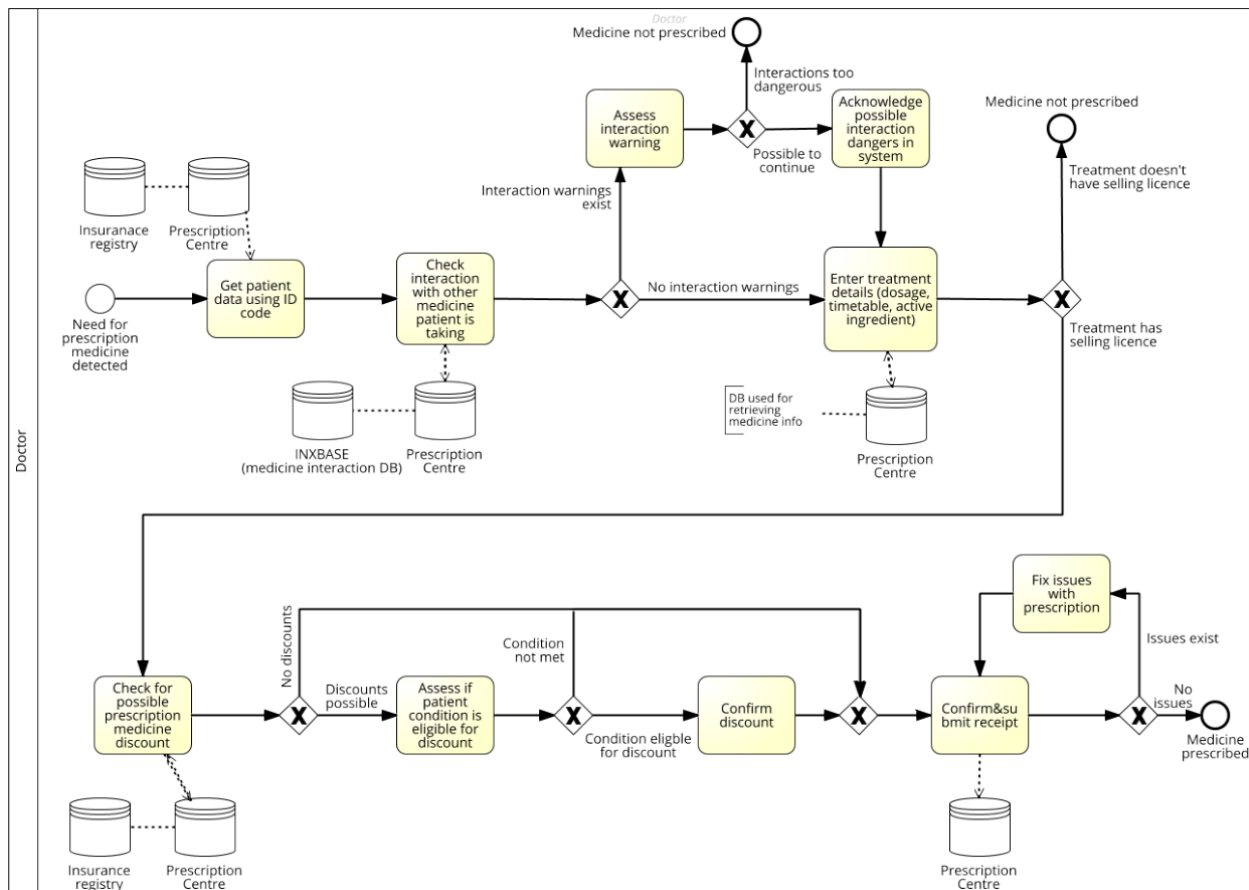 Doctor
Medicine not prescribed
Interactions too
dangerous
Assess
interaction
warning
X
Acknowledge
possible
interaction
dangers in
system
Possible to
continue
Medicine not prescribed
Treatment doesn't
have selling licence
Interaction warnings
exist
Insuranace
registry
Prescription
Centre
Need for
prescription
medicine
detected
Get patient
data using ID
code
Check
interaction
with other
medicine
patient is
taking
X
No interaction warnings
Enter treatment
details (dosage,
timetable, active
ingredient)
X
Treatment has
selling licence
INXBASE
(medicine interaction DB)
Prescription
Centre
DB used for
retrieving
medicine info
Prescription
Centre
Doctor
Check for
possible
prescription
medicine
discount
No discounts
X
Discounts
possible
Assess if
patient
condition is
eligible for
discount
Condition
not met
X
Condition eligble
for discount
Confirm
discount
X
Confirm&su
bmit receipt
Fix issues
with
prescription
Issues exist
X
No
issues
Medicine
prescribed
Insurance
registry
Prescription
Centre
Prescription
Centre